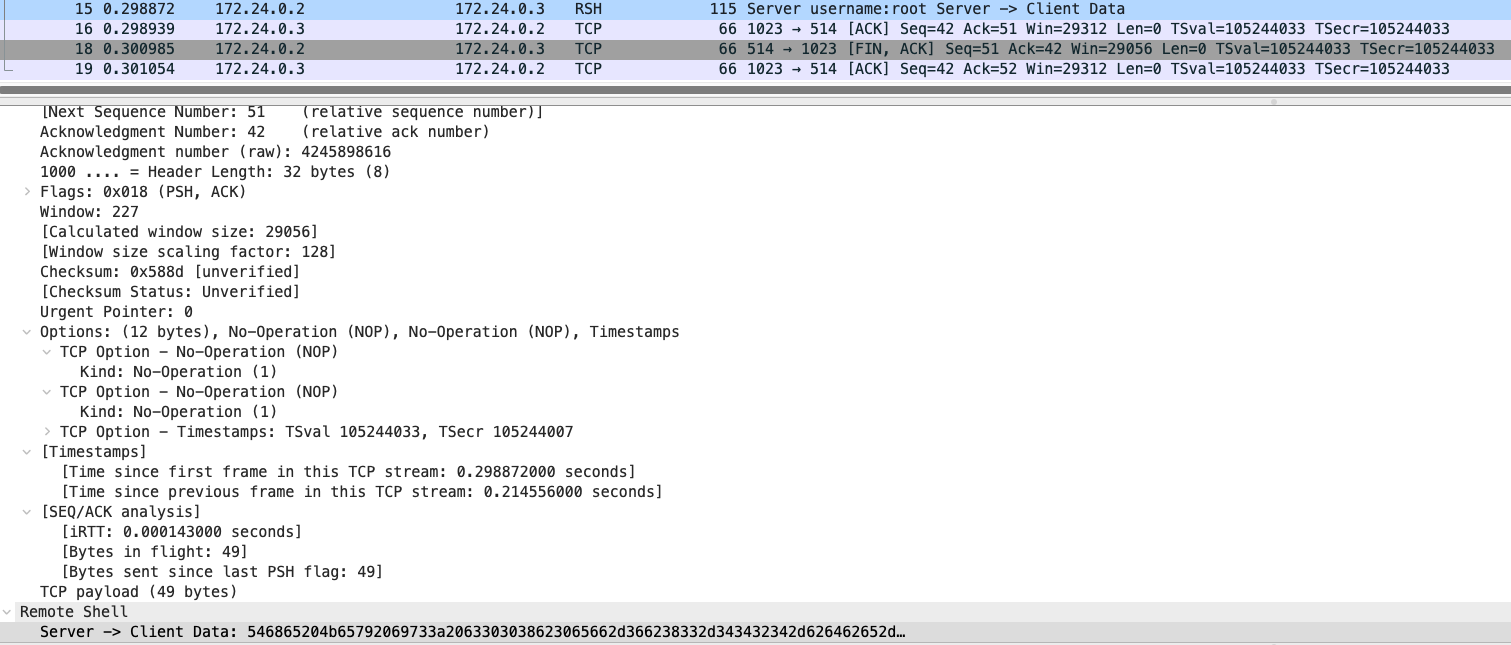 15 0.298872 172.24.0.2 172.24.0.3 RSH 115 Server username:root Server -> Client Data
16 0.298939 172.24.0.3 172.24.0.2 TCP 66 1023 → 514 [ACK] Seq=42 Ack=51 Win=29312 Len=0 TSval=105244033 TSecr=105244033
18 0.300985 172.24.0.2 172.24.0.3 TCP 66 514 → 1023 [FIN, ACK] Seq=51 Ack=42 Win=29056 Len=0 TSval=105244033 TSecr=105244033
19 0.301054 172.24.0.3 172.24.0.2 TCP 66 1023 → 514 [ACK] Seq=42 Ack=52 Win=29312 Len=0 TSval=105244033 TSecr=105244033
[Next Sequence Number: 51 (relative sequence number)]
Acknowledgment Number: 42 (relative ack number)
Acknowledgment number (raw): 4245898616
1000 .... = Header Length: 32 bytes (8)
Flags: 0x018 (PSH, ACK)
Window: 227
[Calculated window size: 29056]
[Window size scaling factor: 128]
Checksum: 0x588d [unverified]
[Checksum Status: Unverified]
Urgent Pointer: 0
Options: (12 bytes), No-Operation (NOP), No-Operation (NOP), Timestamps
TCP Option - No-Operation (NOP)
Kind: No-Operation (1)
TCP Option - No-Operation (NOP)
Kind: No-Operation (1)
TCP Option - Timestamps: TSval 105244033, TSecr 105244007
[Timestamps]
[Time since first frame in this TCP stream: 0.298872000 seconds]
[Time since previous frame in this TCP stream: 0.214556000 seconds]
[SEQ/ACK analysis]
[iRTT: 0.000143000 seconds]
[Bytes in flight: 49]
[Bytes sent since last PSH flag: 49]
TCP payload (49 bytes)
Remote Shell
Server -> Client Data: 546865204b65792069733a2063303038623065662d366238332d343432342d626462652d…